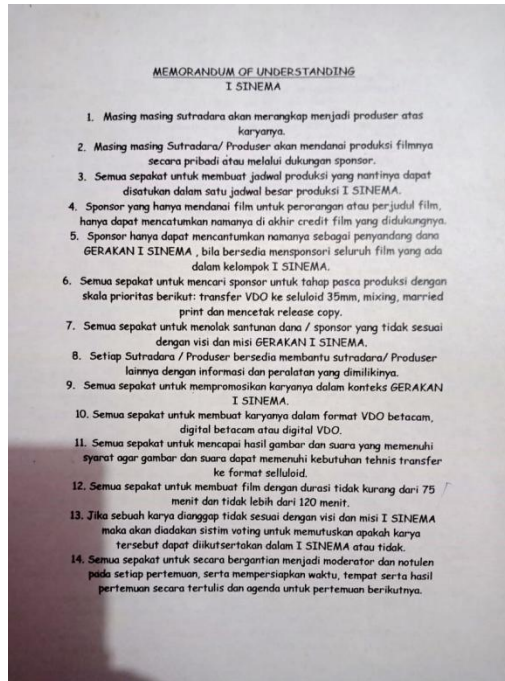 MEMORANDUM OF UNDERSTANDING
I SINEMA
1. Masing masing sutradara akan merangkap menjadi produser atas
karyanya.
2. Masing masing Sutradara/ Produser akan mendanai produksi filmnya
secara pribadi atau melalui dukungan sponsor.
3. Semua sepakat untuk membuat jadwal produksi yang nantinya dapat
disatukan dalam satu jadwal besar produksi I SINEMA.
4. Sponsor yang hanya mendanai film untuk perorangan atau perjudul film,
hanya dapat mencatumkan namanya di akhir credit film yang didukungnya.
5. Sponsor hanya dapat mencantumkan namanya sebagai penyandang dana
GERAKAN I SINEMA , bila bersedia mensponsori seluruh film yang ada
dalam kelompok I SINEMA.
6. Semua sepakat untuk mencari sponsor untuk tahap pasca produksi dengan
skala prioritas berikut: transfer VDO ke seluloid 35mm, mixing, married
print dan mencetak release copy.
7. Semua sepakat untuk menolak santunan dana / sponsor yang tidak sesuai
dengan visi dan misi GERAKAN I SINEMA.
8. Setiap Sutradara / Produser bersedia membantu sutradara/ Produser
lainnya dengan informasi dan peralatan yang dimilikinya.
9. Semua sepakat untuk mempromosikan karyanya dalam konteks GERAKAN
I SINEMA.
10. Semua sepakat untuk membuat karyanya dalam format VDO betacam,
digital betacam atau digital VDO.
11. Semua sepakat untuk mencapai hasil gambar dan suara yang memenuhi
syarat agar gambar dan suara dapat memenuhi kebutuhan tehnis transfer
ke format selluloid.
12. Semua sepakat untuk membuat film dengan durasi tidak kurang dari 75
menit dan tidak lebih dari 120 menit.
13. Jika sebuah karya dianggap tidak sesuai dengan visi dan misi I SINEMA
maka akan diadakan sistim voting untuk memutuskan apakah karya
tersebut dapat diikutsertakan dalam I SINEMA atau tidak.
14. Semua sepakat untuk secara bergantian menjadi moderator dan notulen
pada setiap pertemuan, serta mempersiapkan waktu, tempat serta hasil
pertemuan secara tertulis dan agenda untuk pertemuan berikutnya.